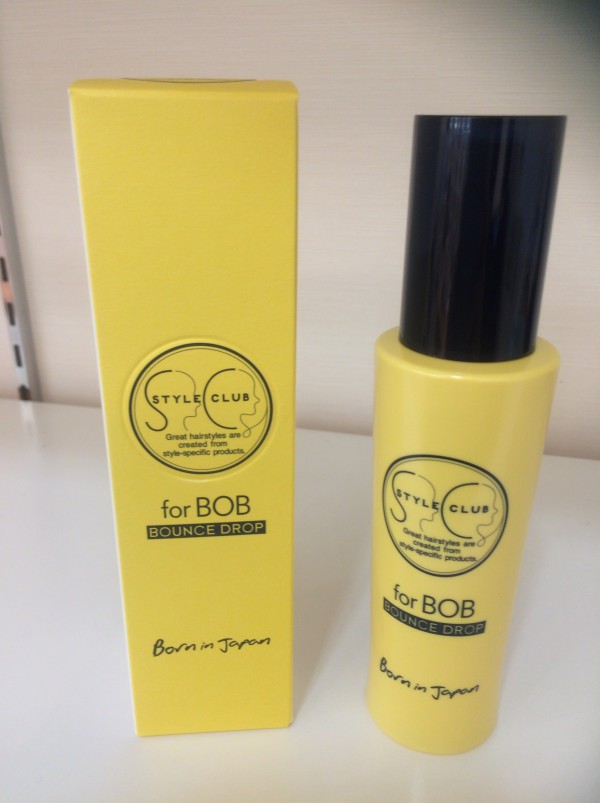 STYLE CLUB
Great hairstyles are
created from
style-specific products.
for BOB
BOUNCE DROP
Born in Japan
STYLE CLUB
Great hairstyles are
created from
style-specific products.
for BOB
BOUNCE DROP
Born in Japan